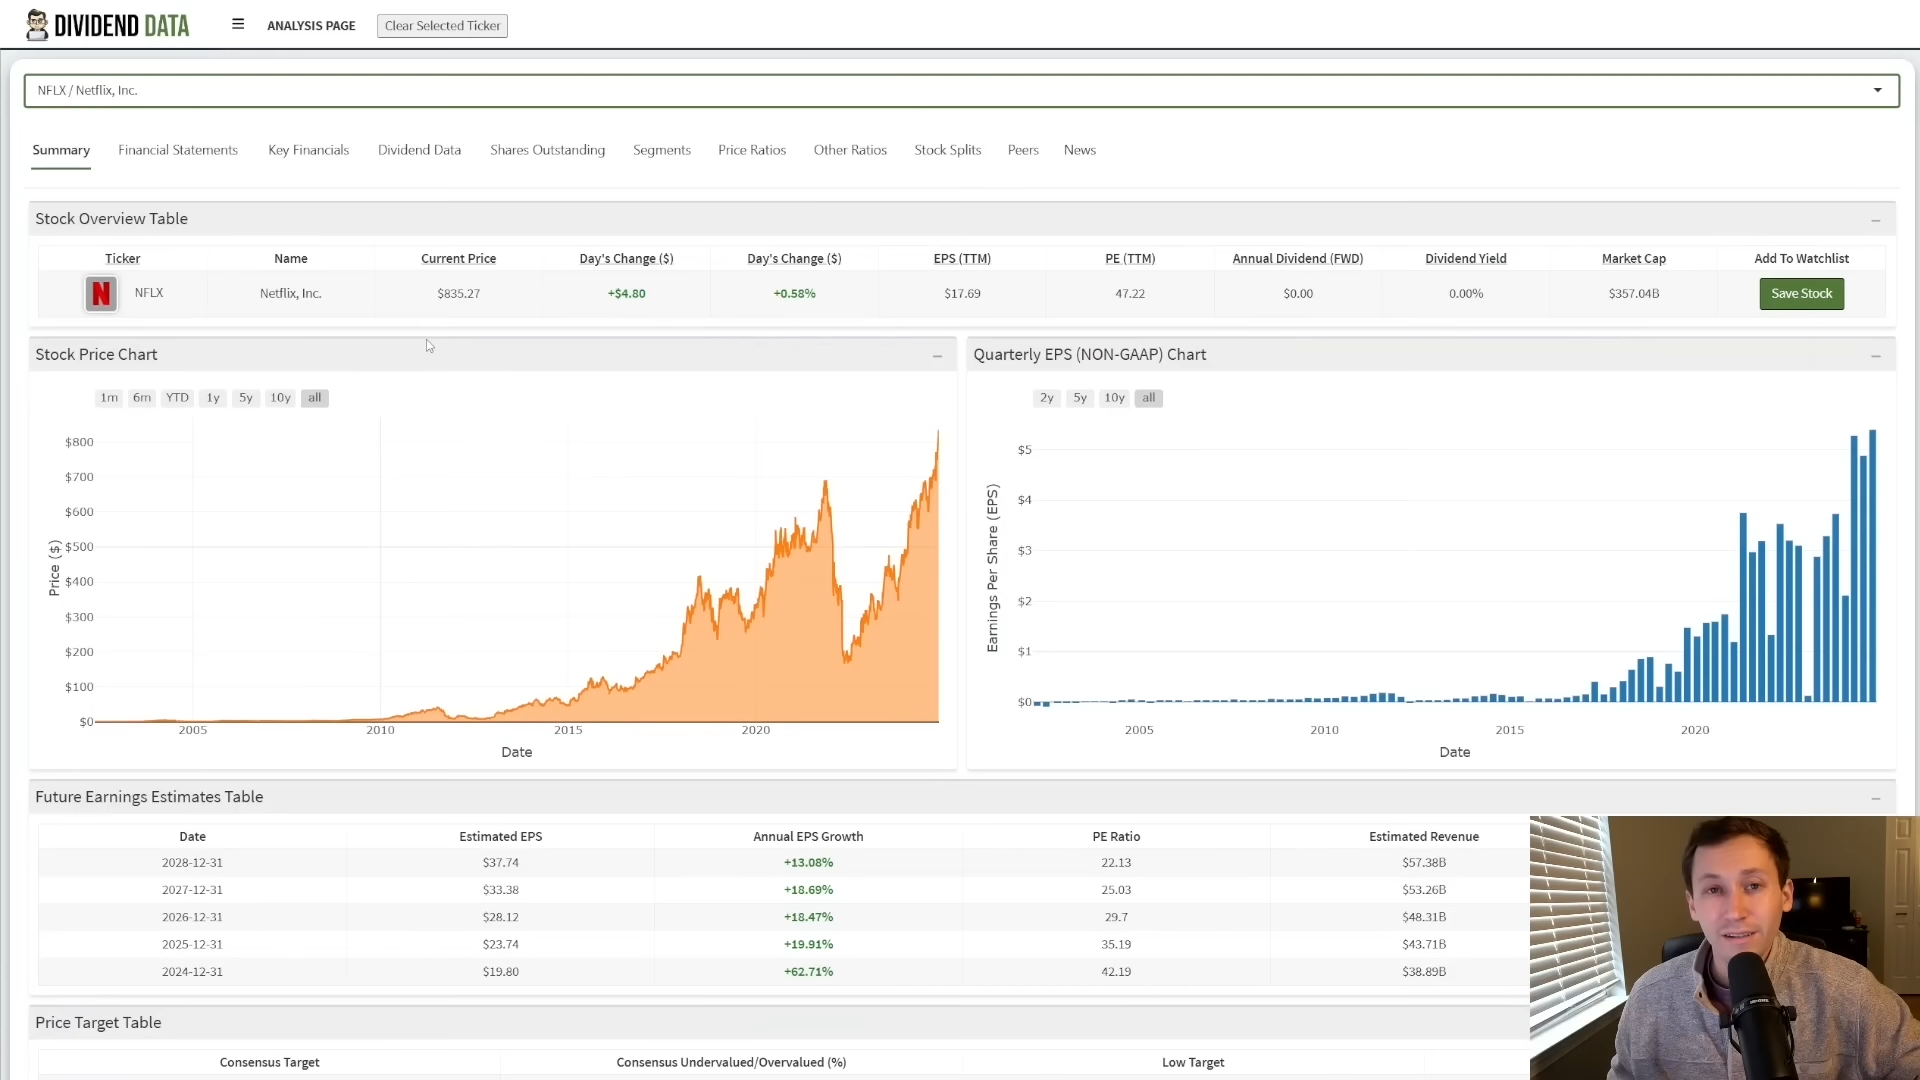 DIVIDEND DATA
☰ ANALYSIS PAGE Clear Selected Ticker
NFLX / Netflix, Inc.
Summary Financial Statements Key Financials Dividend Data Shares Outstanding Segments Price Ratios Other Ratios Stock Splits Peers News
Stock Overview Table
Ticker Name Current Price Day's Change ($) Day's Change ($) EPS (TTM) PE (TTM) Annual Dividend (FWD) Dividend Yield Market Cap Add To Watchlist
N NFLX Netflix, Inc. $835.27 +$4.80 +0.58% $17.69 47.22 $0.00 0.00% $357.04B Save Stock
Stock Price Chart
1m 6m YTD 1y 5y 10y all
$800
$700
$600
$500
$400
$300
$200
$100
$0
Price ($)
2005 2010 2015 2020
Date
Quarterly EPS (NON-GAAP) Chart
2y 5y 10y all
$5
$4
$3
$2
$1
$0
Earnings Per Share (EPS)
2005 2010 2015 2020
Date
Future Earnings Estimates Table
Date Estimated EPS Annual EPS Growth PE Ratio Estimated Revenue
2028-12-31 $37.74 +13.08% 22.13 $57.38B
2027-12-31 $33.38 +18.69% 25.03 $53.26B
2026-12-31 $28.12 +18.47% 29.7 $48.31B
2025-12-31 $23.74 +19.91% 35.19 $43.71B
2024-12-31 $19.80 +62.71% 42.19 $38.89B
Price Target Table
Consensus Target Consensus Undervalued/Overvalued (%) Low Target